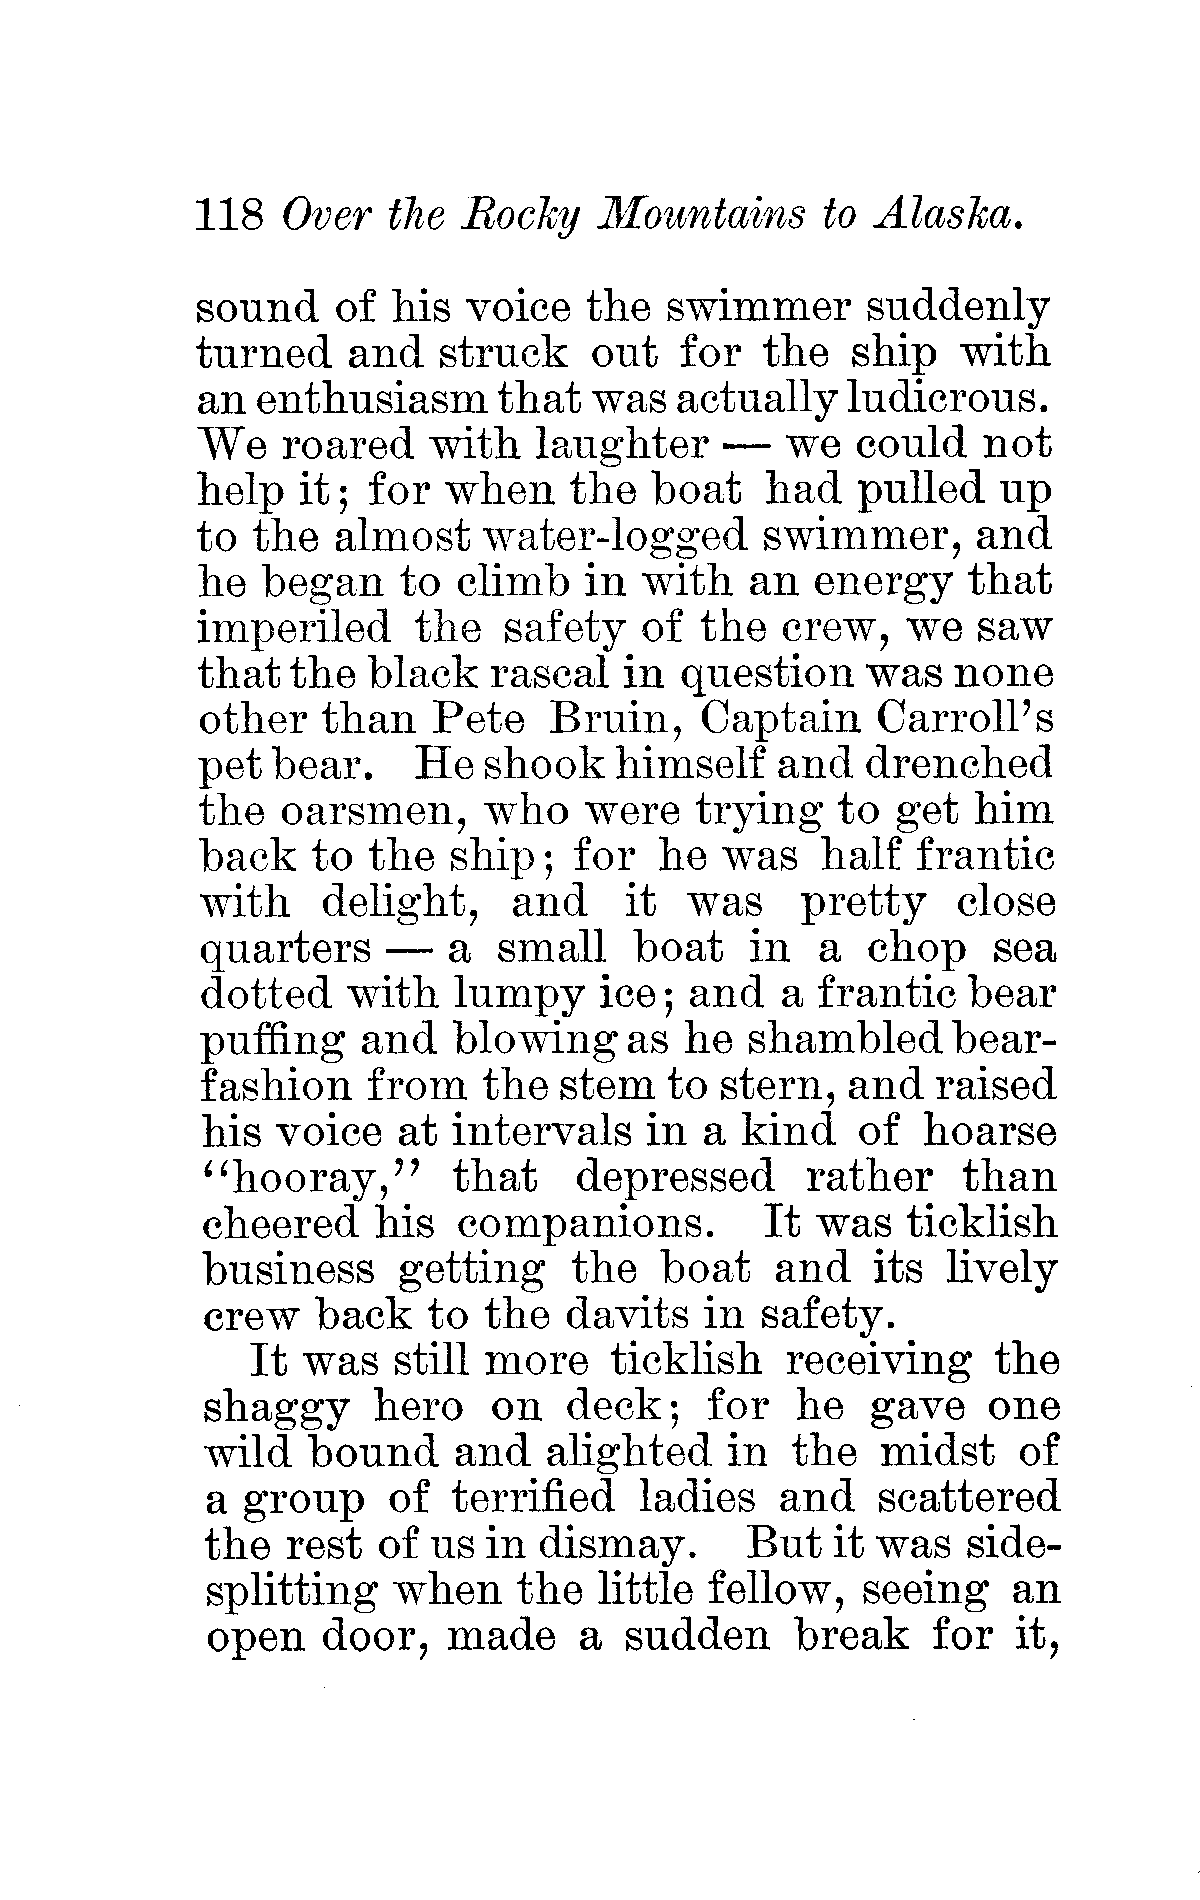 118 Over the Rocky Mountains to Alaska.
sound of his voice the swimmer suddenly
turned and struck out for the ship with
an enthusiasm that was actually ludicrous.
We roared with laughter — we could not
help it; for when the boat had pulled up
to the almost water-logged swimmer, and
he began to climb in with an energy that
imperiled the safety of the crew, we saw
that the black rascal in question was none
other than Pete Bruin, Captain Carroll's
pet bear. He shook himself and drenched
the oarsmen, who were trying to get him
back to the ship; for he was half frantic
with delight, and it was pretty close
quarters — a small boat in a chop sea
dotted with lumpy ice; and a frantic bear
puffing and blowing as he shambled bear-
fashion from the stem to stern, and raised
his voice at intervals in a kind of hoarse
"hooray," that depressed rather than
cheered his companions. It was ticklish
business getting the boat and its lively
crew back to the davits in safety.
It was still more ticklish receiving the
shaggy hero on deck; for he gave one
wild bound and alighted in the midst of
a group of terrified ladies and scattered
the rest of us in dismay. But it was side-
splitting when the little fellow, seeing an
open door, made a sudden break for it,